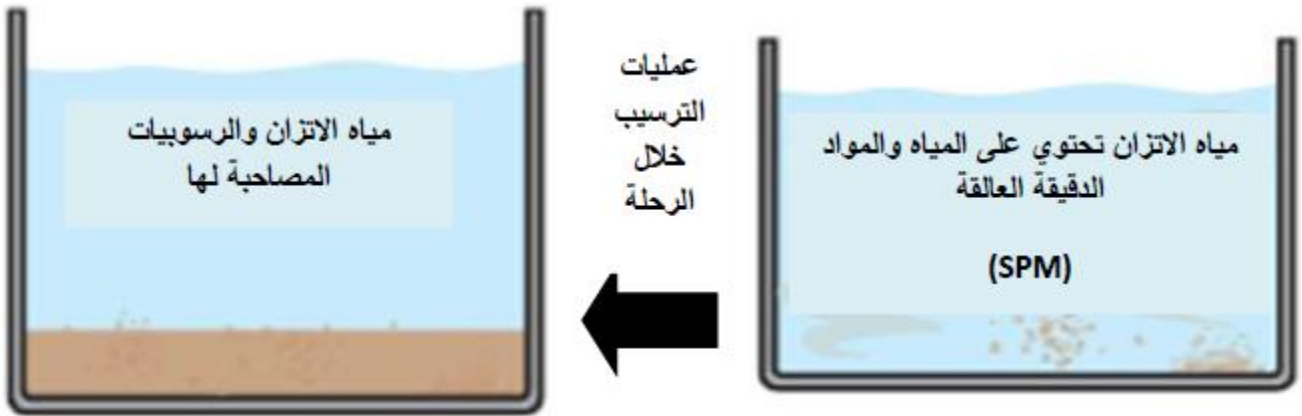 مياه الاتزان تحتوي على المياه والمواد
الدقيقة العالقة
(SPM)
عمليات
الترسيب
خلال
الرحلة
مياه الاتزان والرسوبيات
المصاحبة لها